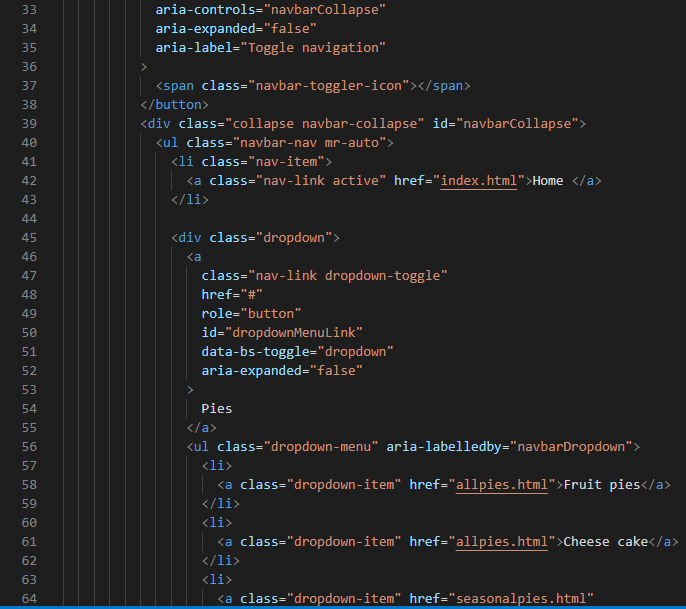 33 aria-controls="navbarCollapse"
34 aria-expanded="false"
35 aria-label="Toggle navigation"
36 >
37 <span class="navbar-toggler-icon"></span>
38 </button>
39 <div class="collapse navbar-collapse" id="navbarCollapse">
40 <ul class="navbar-nav mr-auto">
41 <li class="nav-item">
42 <a class="nav-link active" href="index.html">Home </a>
43 </li>
44
45 <div class="dropdown">
46 <a
47 class="nav-link dropdown-toggle"
48 href="#"
49 role="button"
50 id="dropdownMenuLink"
51 data-bs-toggle="dropdown"
52 aria-expanded="false"
53 >
54 Pies
55 </a>
56 <ul class="dropdown-menu" aria-labelledby="navbarDropdown">
57 <li>
58 <a class="dropdown-item" href="allpies.html">Fruit pies</a>
59 </li>
60 <li>
61 <a class="dropdown-item" href="allpies.html">Cheese cake</a>
62 </li>
63 <li>
64 <a class="dropdown-item" href="seasonalpies.html"